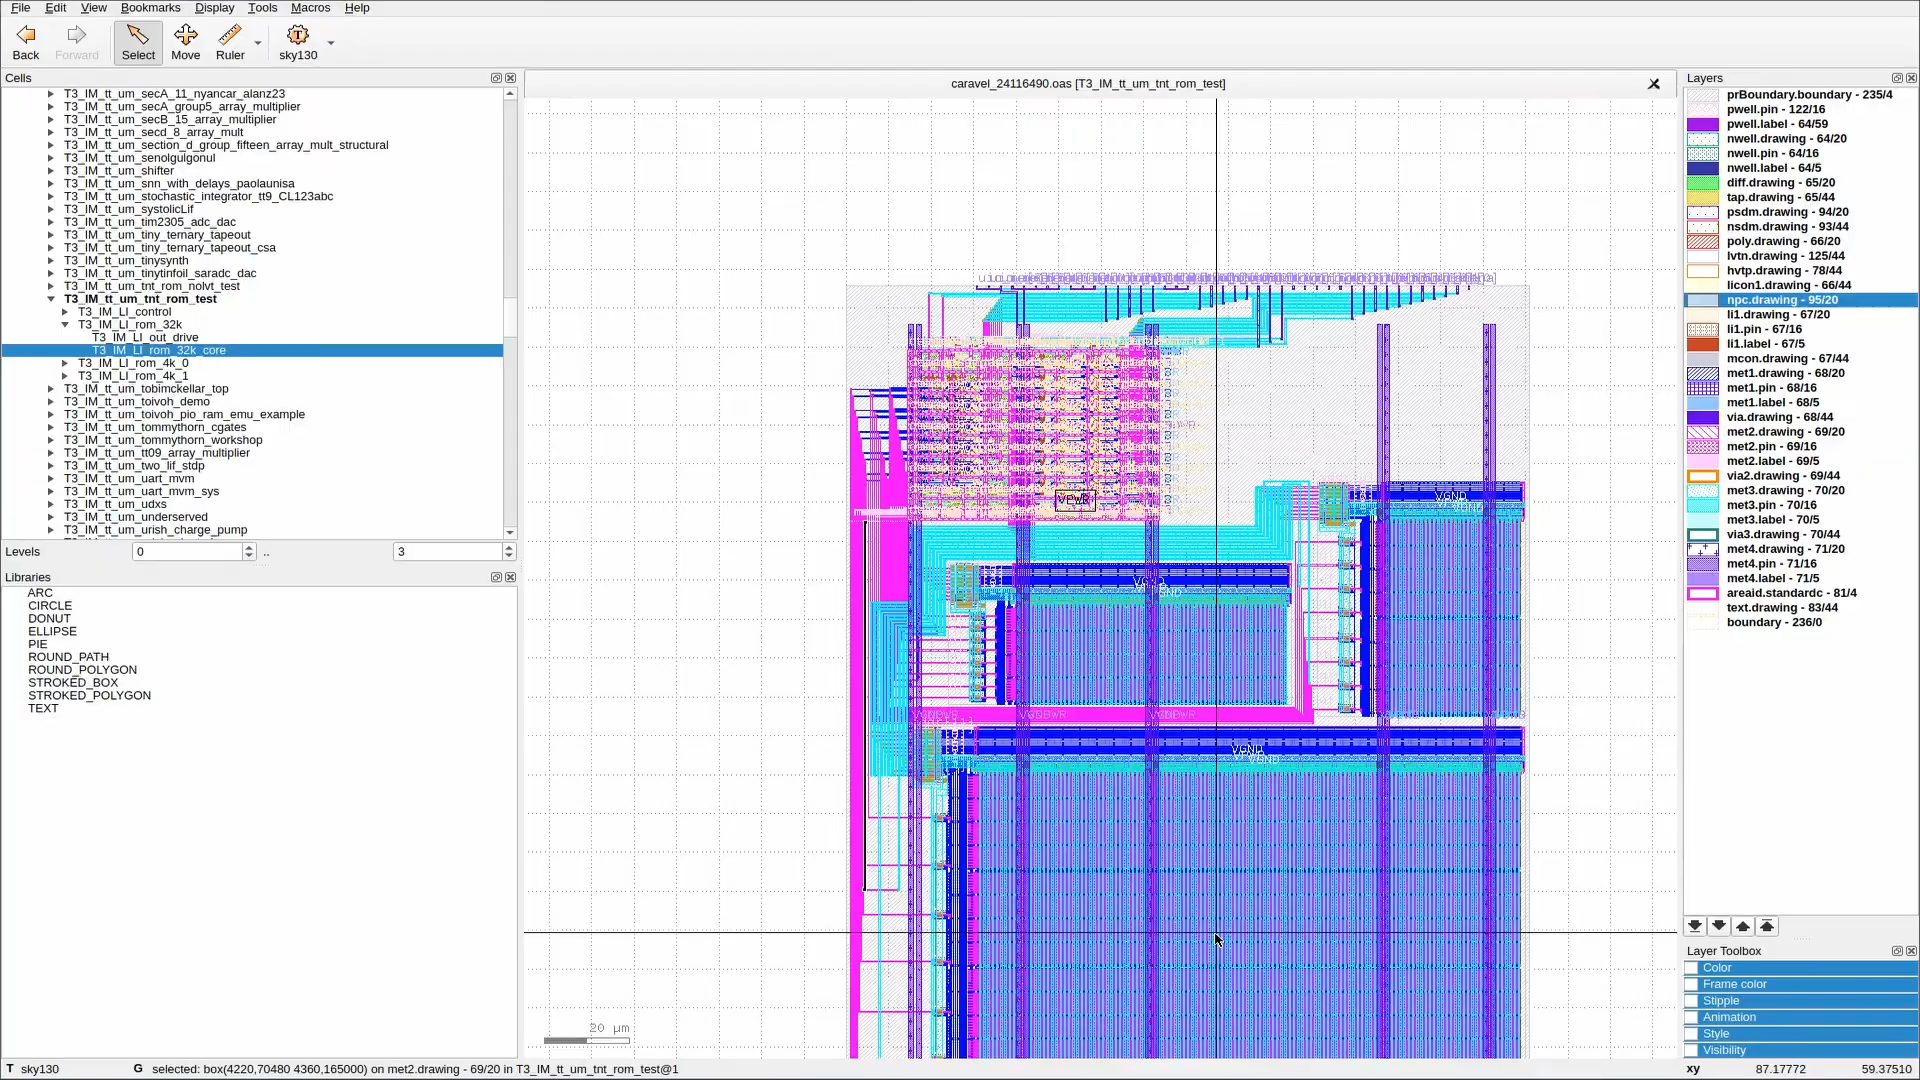 File Edit View Bookmarks Display Tools Macros Help
Back Forward Select Move Ruler sky130
Cells
T3_IM_tt_um_secA_11_nyancar_alanz23
T3_IM_tt_um_secA_group5_array_multiplier
T3_IM_tt_um_secB_15_array_multiplier
T3_IM_tt_um_secd_8_array_mult
T3_IM_tt_um_section_d_group_fifteen_array_mult_structural
T3_IM_tt_um_senolgulgonul
T3_IM_tt_um_shifter
T3_IM_tt_um_snn_with_delays_paolaunisa
T3_IM_tt_um_stochastic_integrator_tt9_CL123abc
T3_IM_tt_um_systolicLif
T3_IM_tt_um_tim2305_adc_dac
T3_IM_tt_um_tiny_ternary_tapeout
T3_IM_tt_um_tiny_ternary_tapeout_csa
T3_IM_tt_um_tinysynth
T3_IM_tt_um_tinytinfoil_saradc_dac
T3_IM_tt_um_tnt_rom_nolvt_test
T3_IM_tt_um_tnt_rom_test
T3_IM_LI_control
T3_IM_LI_rom_32k
T3_IM_LI_out_drive
T3_IM_LI_rom_32k_core
T3_IM_LI_rom_4k_0
T3_IM_LI_rom_4k_1
T3_IM_tt_um_tobimckellar_top
T3_IM_tt_um_toivoh_demo
T3_IM_tt_um_toivoh_pio_ram_emu_example
T3_IM_tt_um_tommythorn_cgates
T3_IM_tt_um_tommythorn_workshop
T3_IM_tt_um_tt09_array_multiplier
T3_IM_tt_um_two_lif_stdp
T3_IM_tt_um_uart_mvm
T3_IM_tt_um_uart_mvm_sys
T3_IM_tt_um_udxs
T3_IM_tt_um_underserved
T3_IM_tt_um_urish_charge_pump
Levels 0 .. 3
Libraries
ARC
CIRCLE
DONUT
ELLIPSE
PIE
ROUND_PATH
ROUND_POLYGON
STROKED_BOX
STROKED_POLYGON
TEXT
caravel_24116490.oas [T3_IM_tt_um_tnt_rom_test]
VPWR
VGND
VGND
VGND
20 µm
Layers
prBoundary.boundary - 235/4
pwell.pin - 122/16
pwell.label - 64/59
nwell.drawing - 64/20
nwell.pin - 64/16
nwell.label - 64/5
diff.drawing - 65/20
tap.drawing - 65/44
psdm.drawing - 94/20
nsdm.drawing - 93/44
poly.drawing - 66/20
lvtn.drawing - 125/44
hvtp.drawing - 78/44
licon1.drawing - 66/44
npc.drawing - 95/20
li1.drawing - 67/20
li1.pin - 67/16
li1.label - 67/5
mcon.drawing - 67/44
met1.drawing - 68/20
met1.pin - 68/16
met1.label - 68/5
via.drawing - 68/44
met2.drawing - 69/20
met2.pin - 69/16
met2.label - 69/5
via2.drawing - 69/44
met3.drawing - 70/20
met3.pin - 70/16
met3.label - 70/5
via3.drawing - 70/44
met4.drawing - 71/20
met4.pin - 71/16
met4.label - 71/5
areaid.standardc - 81/4
text.drawing - 83/44
boundary - 236/0
Layer Toolbox
Color
Frame color
Stipple
Animation
Style
Visibility
T sky130 G selected: box(4220,70480 4360,165000) on met2.drawing - 69/20 in T3_IM_tt_um_tnt_rom_test@1 xy 87.17772 59.37510